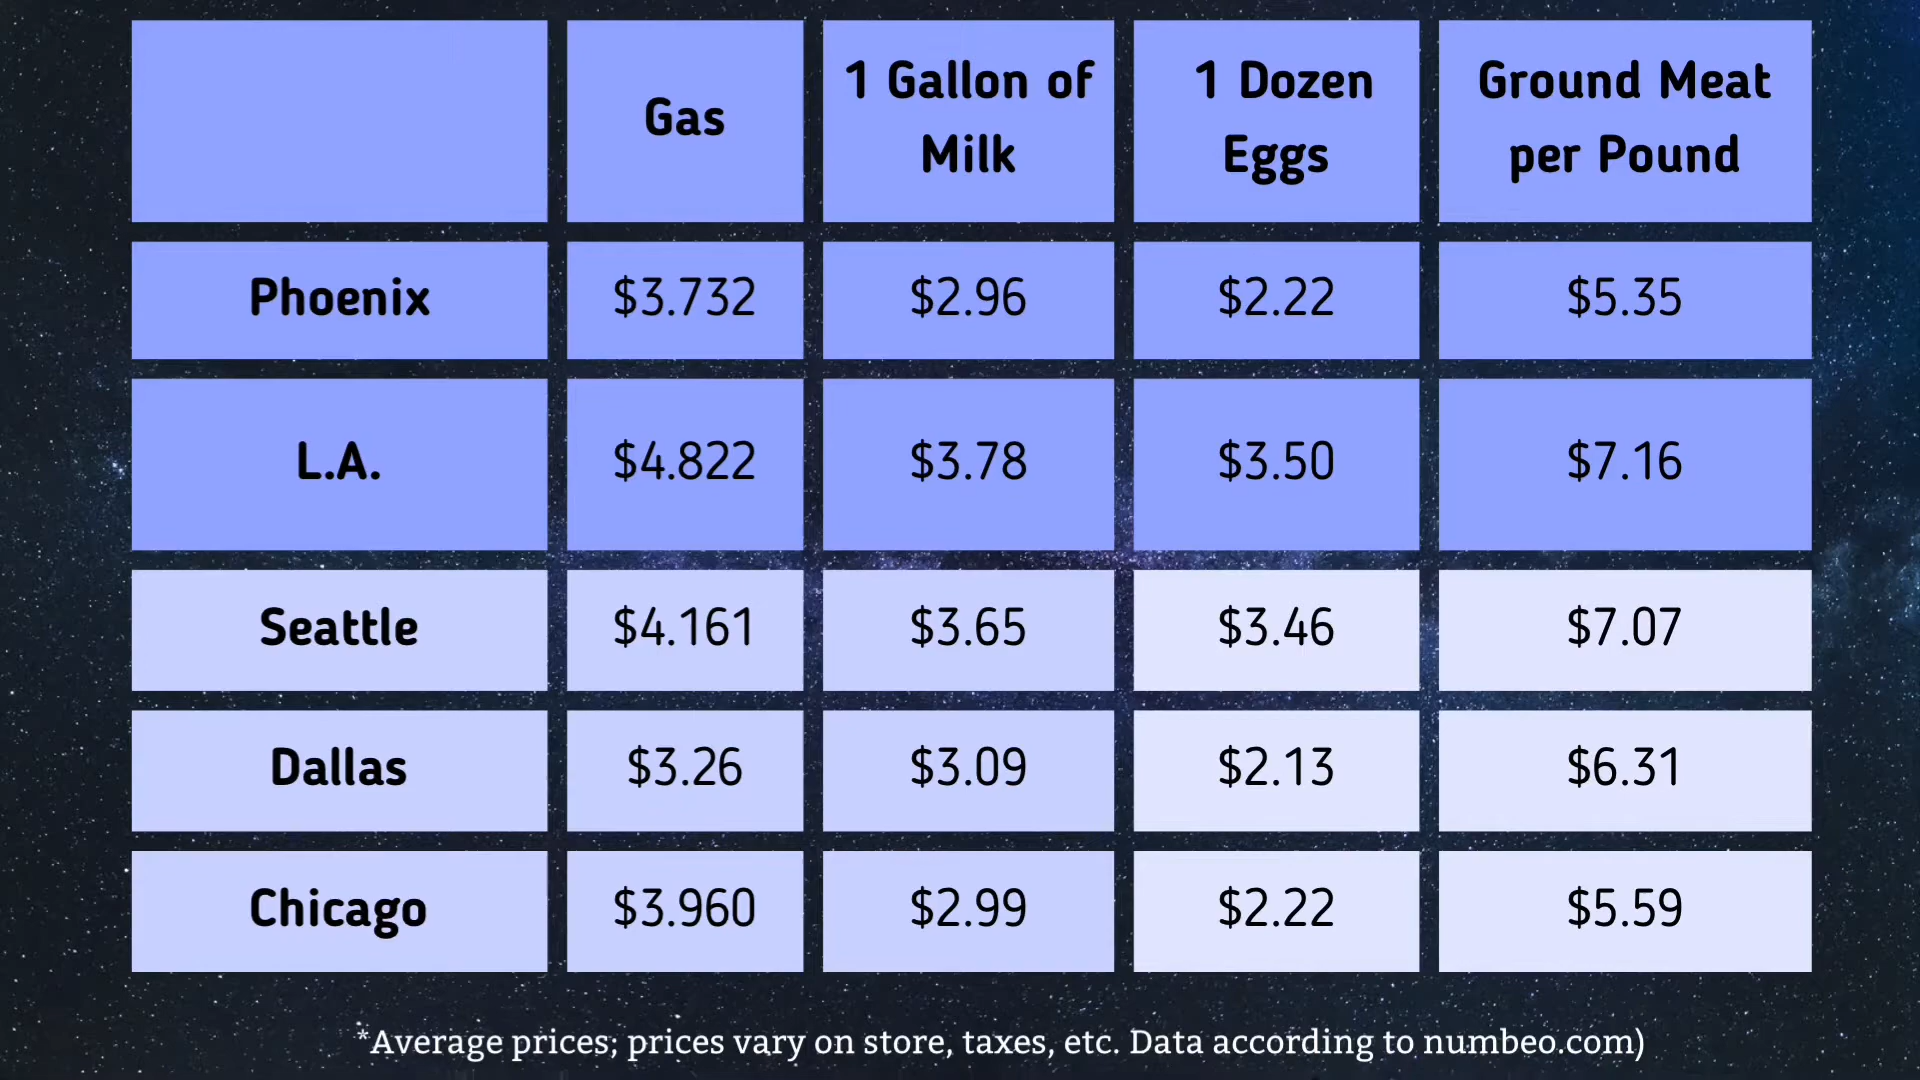 Gas 1 Gallon of Milk 1 Dozen Eggs Ground Meat per Pound
Phoenix $3.732 $2.96 $2.22 $5.35
L.A. $4.822 $3.78 $3.50 $7.16
Seattle $4.161 $3.65 $3.46 $7.07
Dallas $3.26 $3.09 $2.13 $6.31
Chicago $3.960 $2.99 $2.22 $5.59
*Average prices; prices vary on store, taxes, etc. Data according to numbeo.com)